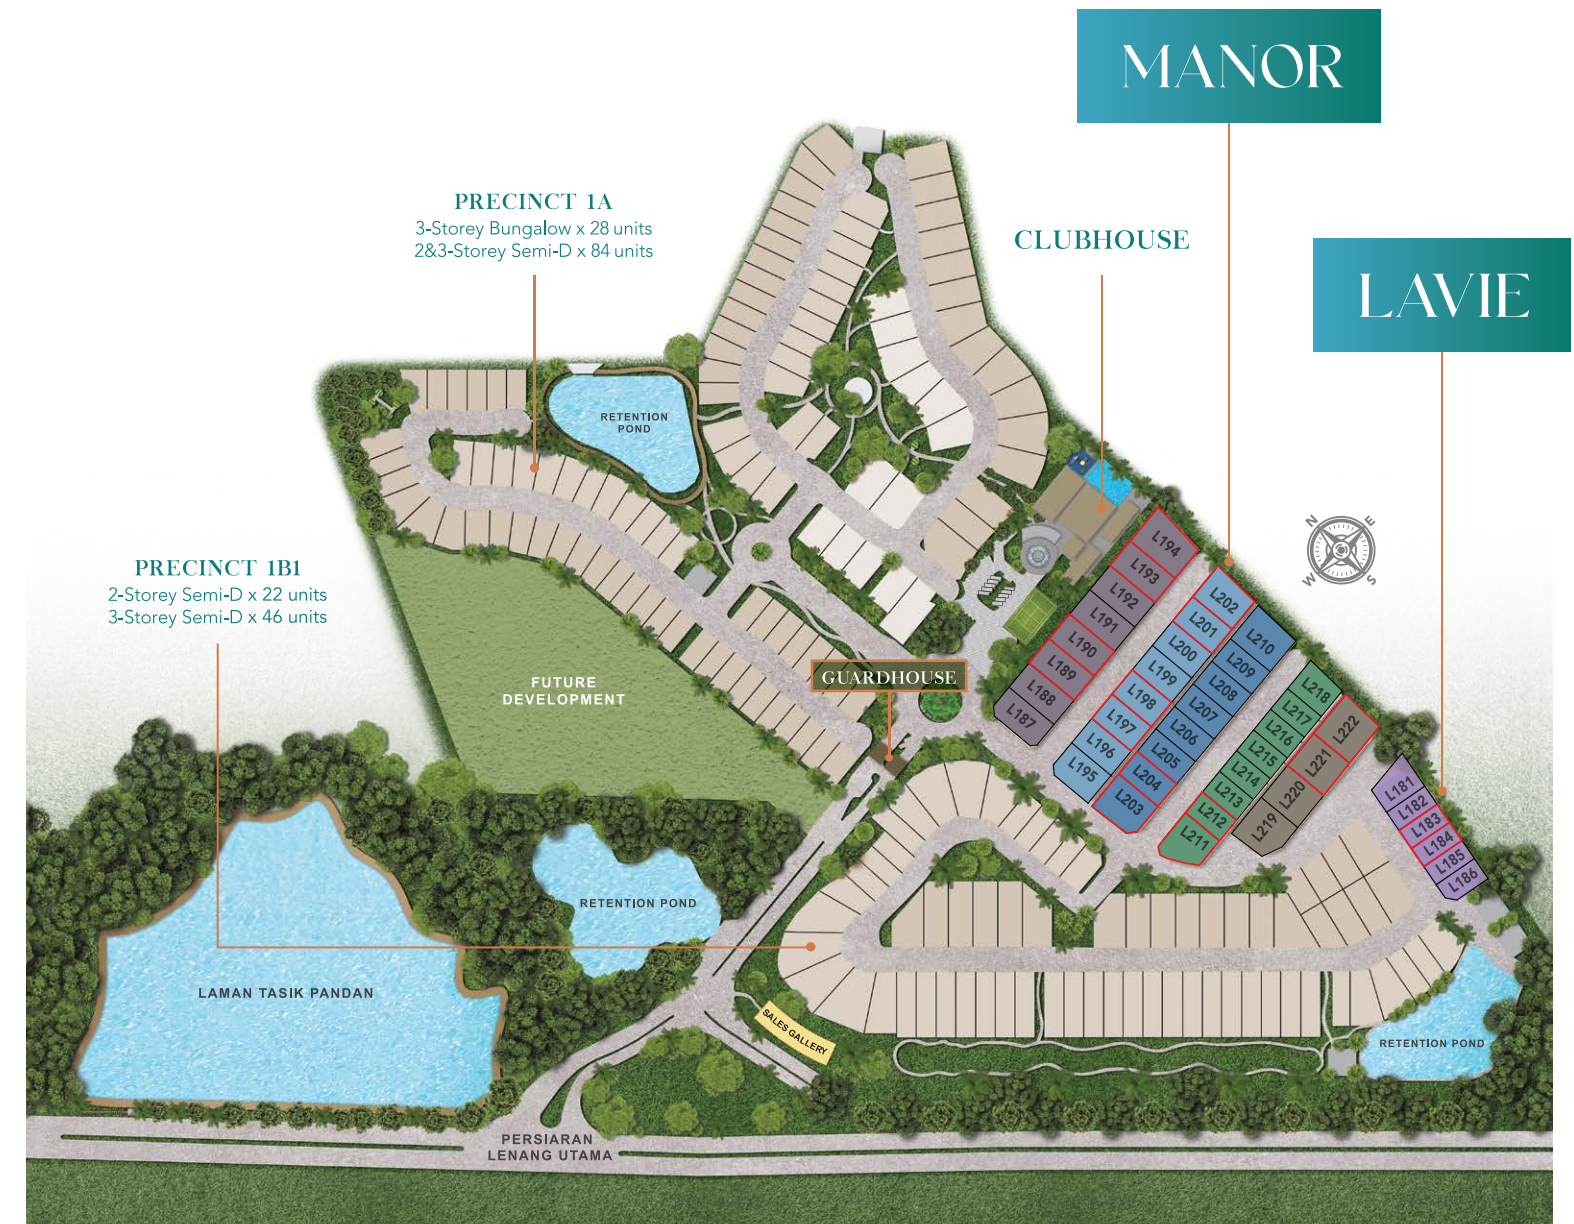 MANOR
PRECINCT 1A
3-Storey Bungalow x 28 units
2&3-Storey Semi-D x 84 units
CLUBHOUSE
LAVIE
RETENTION
POND
N
E
W
S
PRECINCT 1B1
2-Storey Semi-D x 22 units
3-Storey Semi-D x 46 units
L194
L193
L192
L191
L190
L189
L188
L187
L202
L201
L200
L199
L198
L197
L196
L195
L210
L209
L208
L207
L206
L205
L204
L203
L218
L217
L216
L215
L214
L213
L212
L211
L222
L221
L220
L219
L181
L182
L183
L184
L185
L186
FUTURE
DEVELOPMENT
GUARDHOUSE
RETENTION POND
LAMAN TASIK PANDAN
SALES GALLERY
RETENTION POND
PERSIARAN
LENANG UTAMA